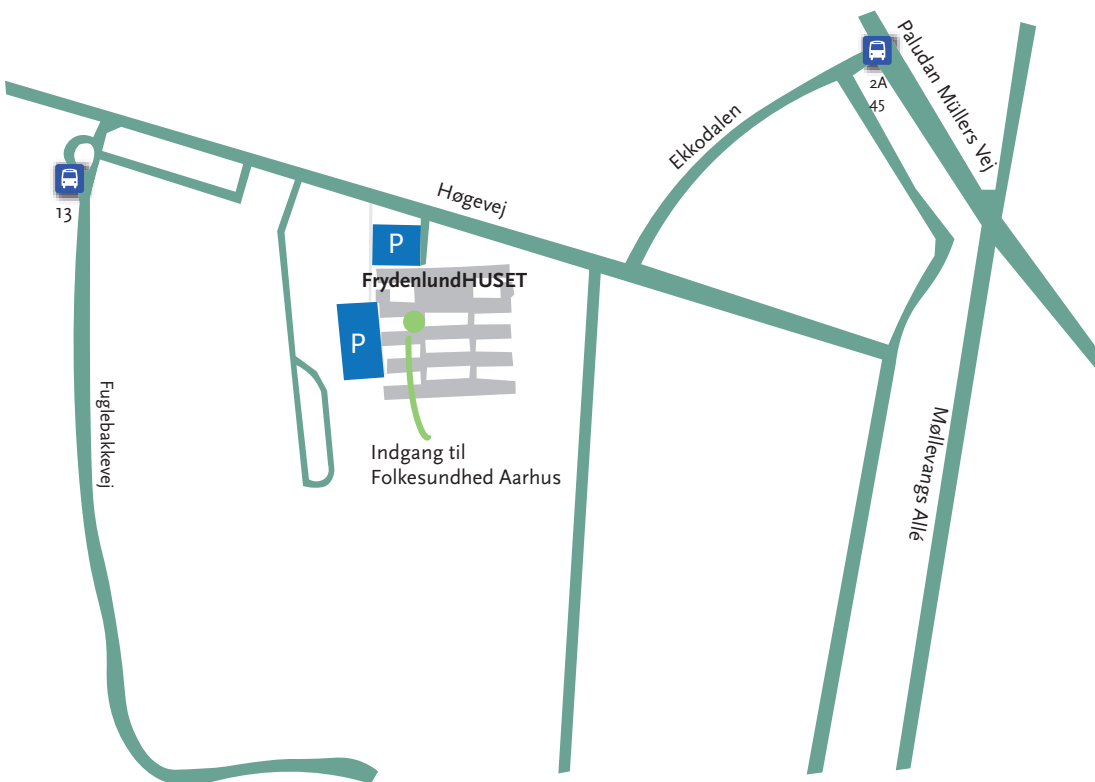 Paludan Müllers Vej
2A
45
Ekkodalen
13
Høgevej
P
FrydenlundHUSET
P
Fuglebakkevej
Indgang til
Folkesundhed Aarhus
Møllevangs Allé